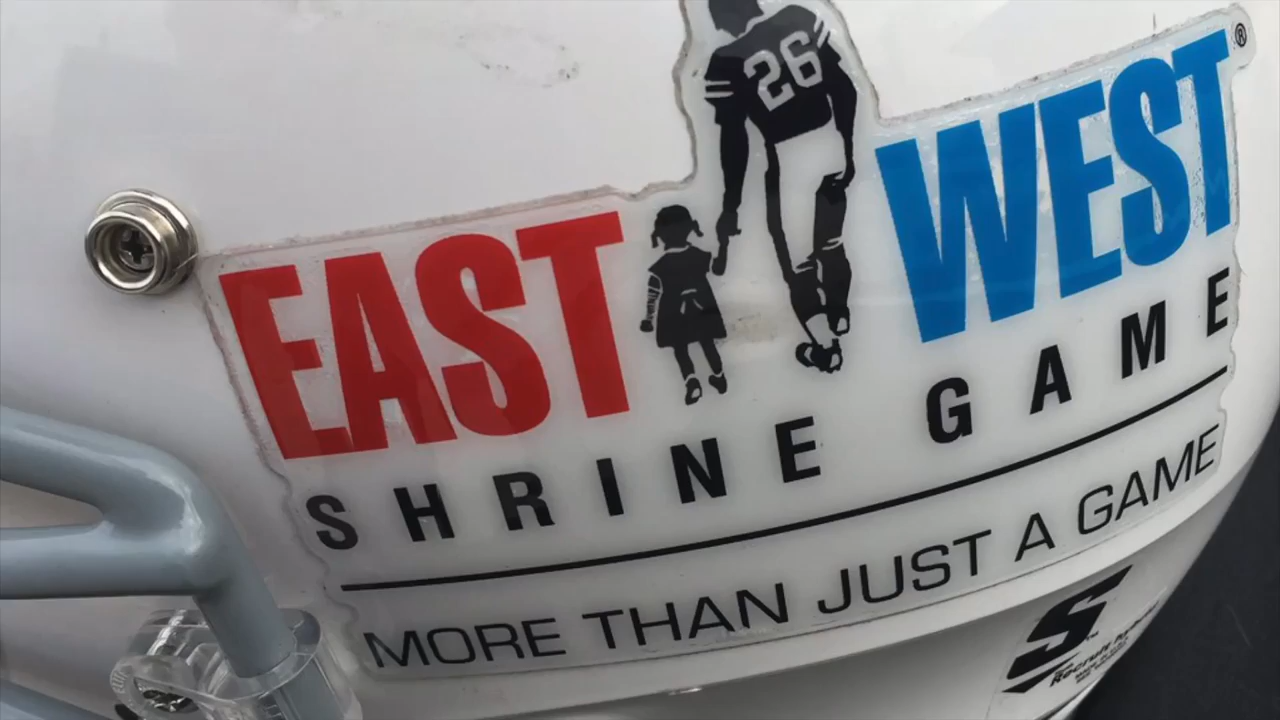 26
EAST WEST®
SHRINE GAME
MORE THAN JUST A GAME
S